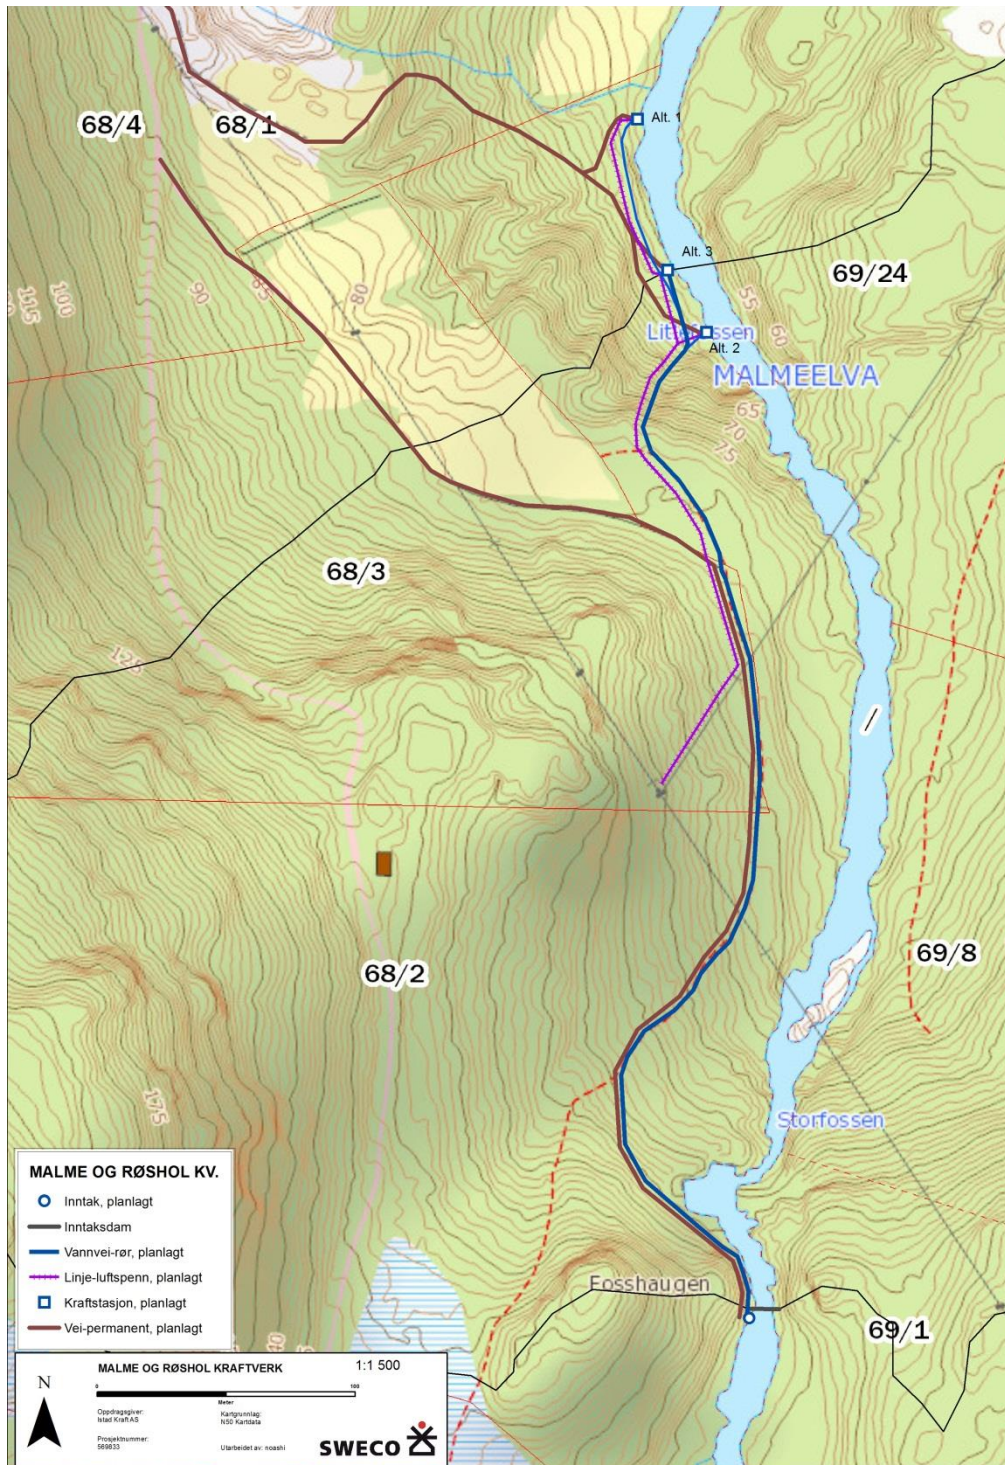 68/4
68/1
Alt. 1
Alt. 3
69/24
115
100
90
85
80
55
60
Alt. 2
MALMEELVA
65
70
75
68/3
125
/
69/8
68/2
175
Storfossen
Fosshaugen
69/1
40
MALME OG RØSHOL KV.
Inntak, planlagt
Inntaksdam
Vannvei-rør, planlagt
Linje-luftspenn, planlagt
Kraftstasjon, planlagt
Vei-permanent, planlagt
MALME OG RØSHOL KRAFTVERK
1:1 500
N
0
100
Meter
Oppdragsgiver:
Istad Kraft AS
Kartgrunnlag:
N50 Kartdata
Prosjektnummer:
569833
Utarbeidet av: noashi
SWECO